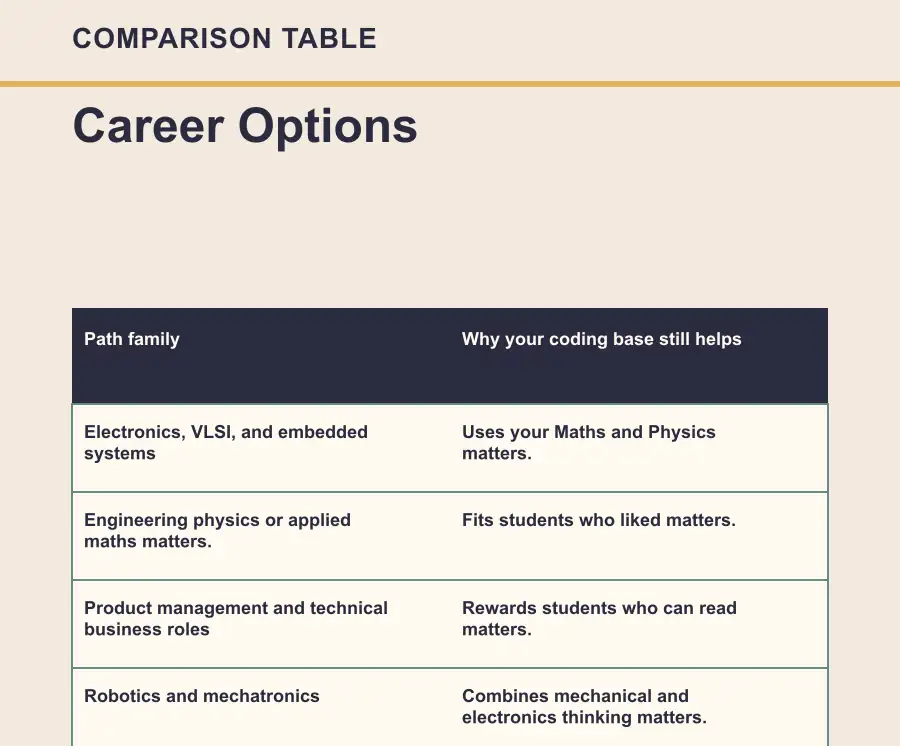 COMPARISON TABLE
Career Options
Path family
Why your coding base still helps
Electronics, VLSI, and embedded
systems
Uses your Maths and Physics
matters.
Engineering physics or applied
maths matters.
Fits students who liked matters.
Product management and technical
business roles
Rewards students who can read
matters.
Robotics and mechatronics
Combines mechanical and
electronics thinking matters.